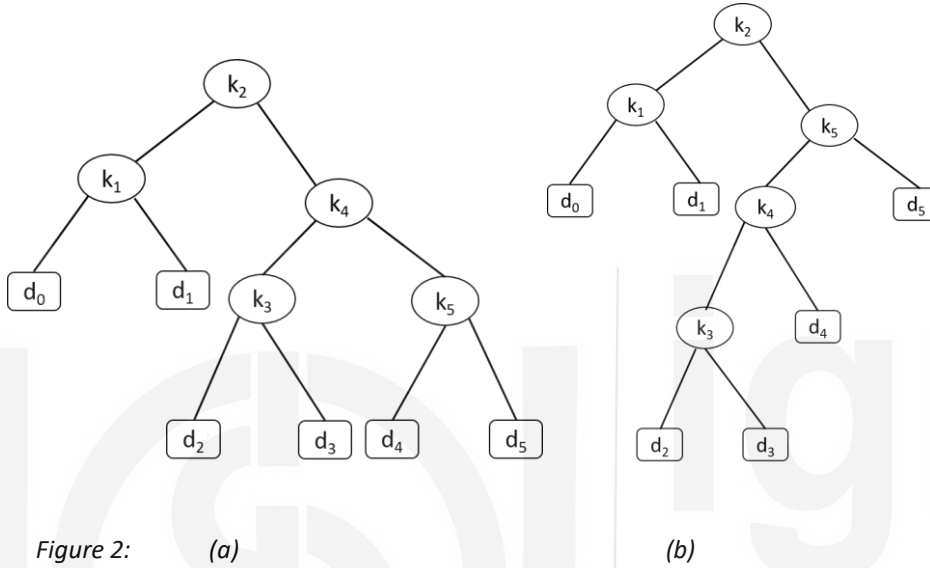 k₂
k₁
k₄
d₀
d₁
k₃
k₅
d₂
d₃
d₄
d₅
k₂
k₁
k₅
d₀
d₁
k₄
d₅
k₃
d₄
d₂
d₃
Figure 2: (a) (b)